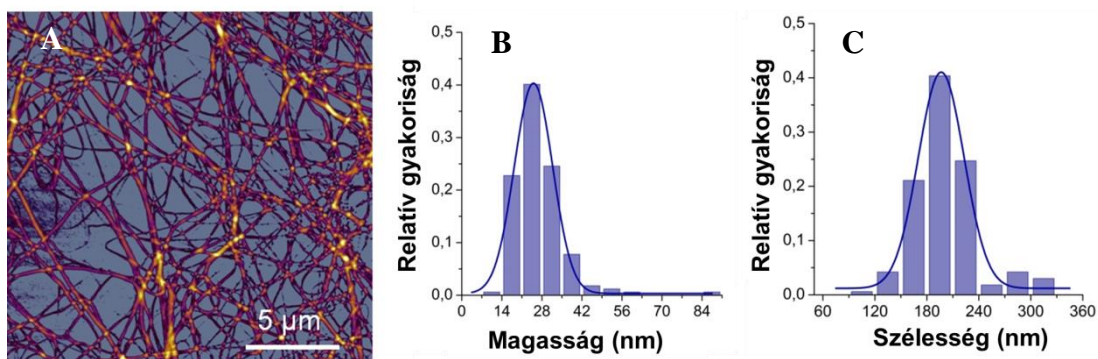 A
5 µm
B
Relatív gyakoriság
0,5
0,4
0,3
0,2
0,1
0,0
0 14 28 42 56 70 84
Magasság (nm)
C
Relatív gyakoriság
0,5
0,4
0,3
0,2
0,1
0,0
60 120 180 240 300 360
Szélesség (nm)